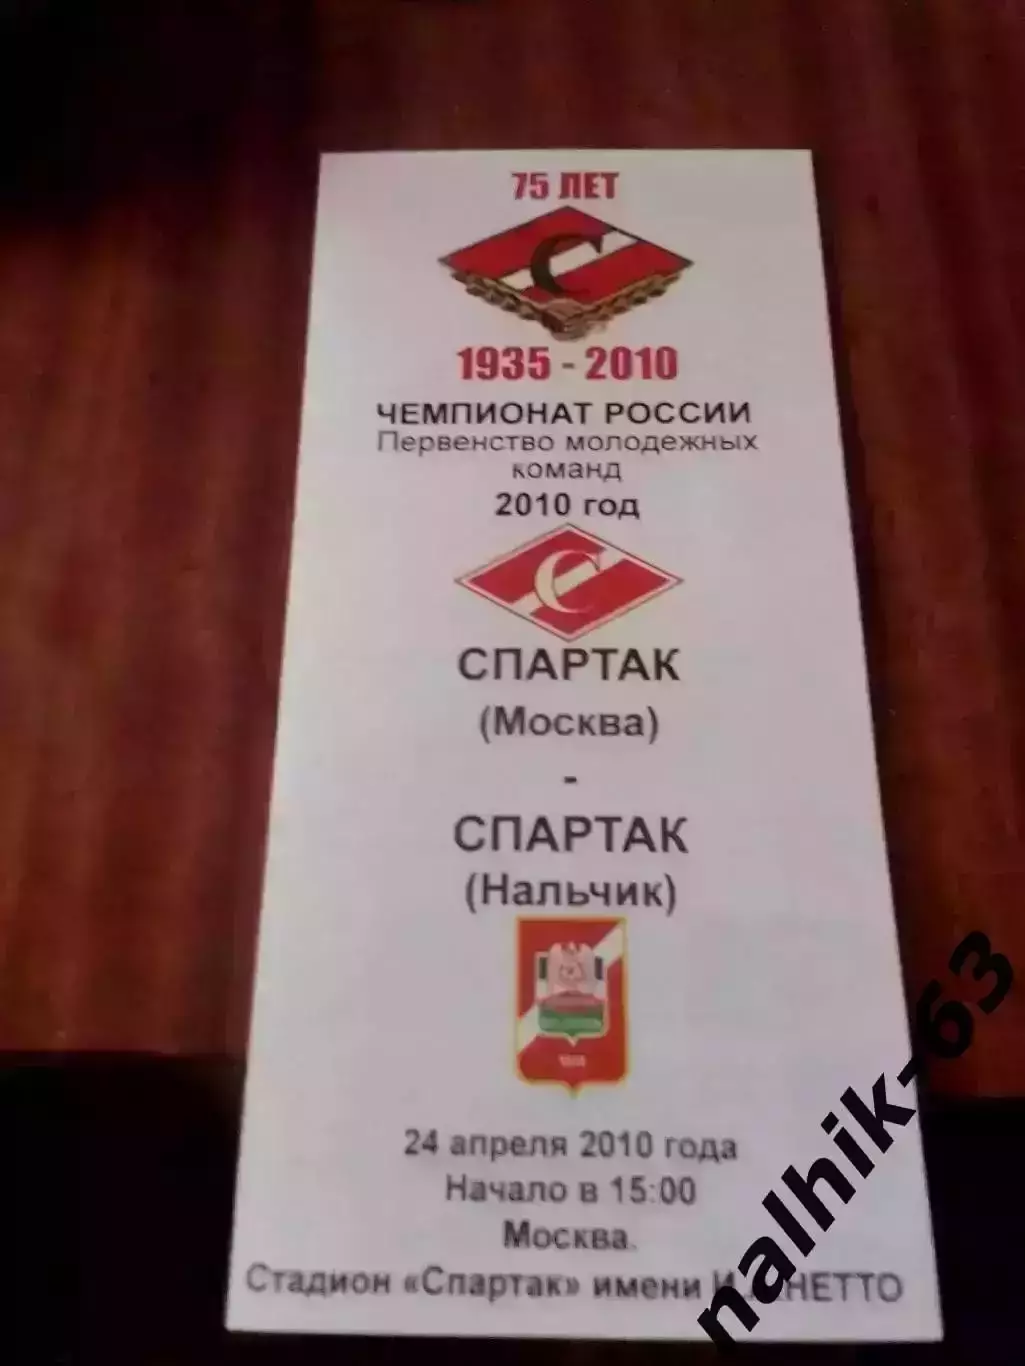 75 ЛЕТ
С
1935 - 2010
ЧЕМПИОНАТ РОССИИ
Первенство молодежных
команд
2010 год
С
СПАРТАК
(Москва)
-
СПАРТАК
(Нальчик)
24 апреля 2010 года
Начало в 15:00
Москва.
Стадион «Спартак» имени
nalhik-63